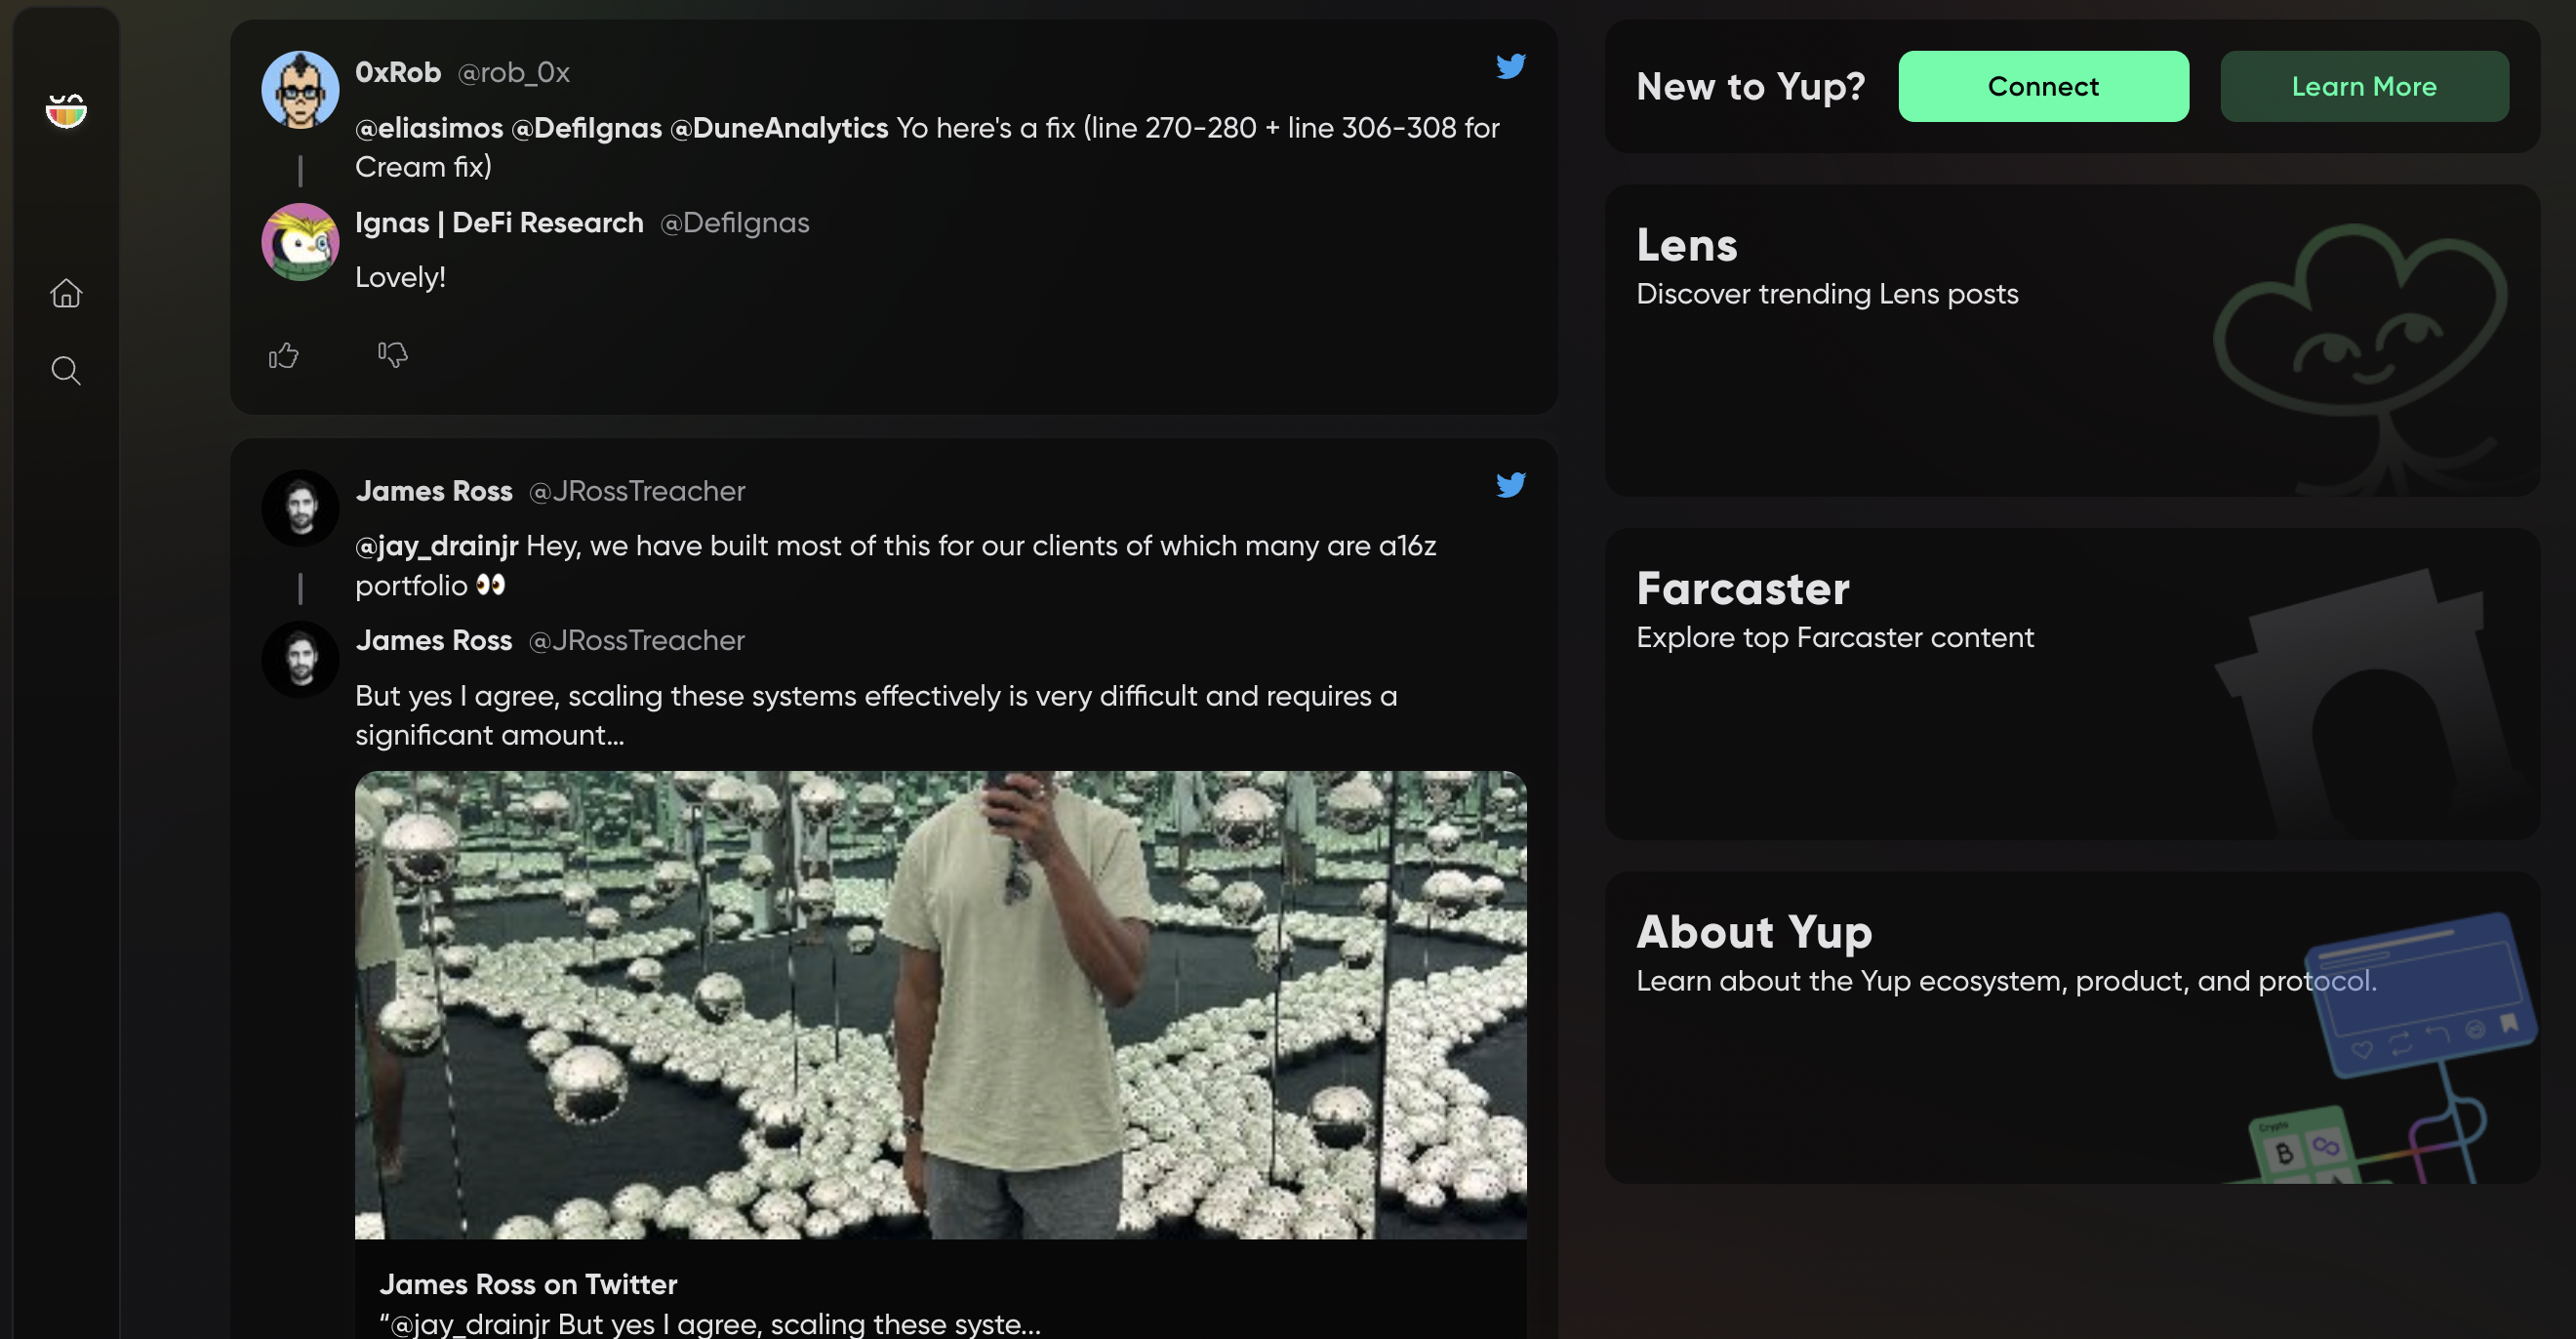 0xRob @rob_0x
@eliasimos @DefiIgnas @DuneAnalytics Yo here's a fix (line 270-280 + line 306-308 for
Cream fix)
Ignas | DeFi Research @DefiIgnas
Lovely!
James Ross @JRossTreacher
@jay_drainjr Hey, we have built most of this for our clients of which many are a16z
portfolio 👀
James Ross @JRossTreacher
But yes I agree, scaling these systems effectively is very difficult and requires a
significant amount…
James Ross on Twitter
“@jay_drainjr But yes I agree, scaling these syste...
New to Yup?
Connect
Learn More
Lens
Discover trending Lens posts
Farcaster
Explore top Farcaster content
About Yup
Learn about the Yup ecosystem, product, and protocol.
Crypto